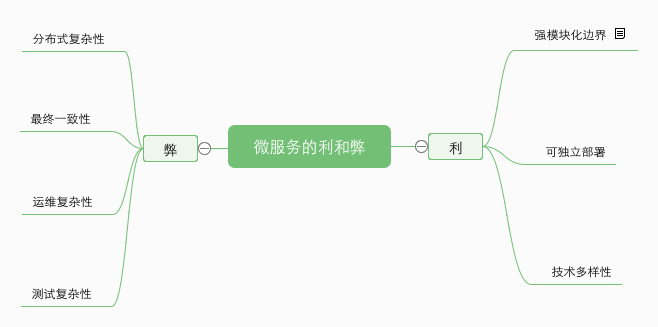 微服务的利和弊
弊
分布式复杂性
最终一致性
运维复杂性
测试复杂性
利
强模块化边界
可独立部署
技术多样性